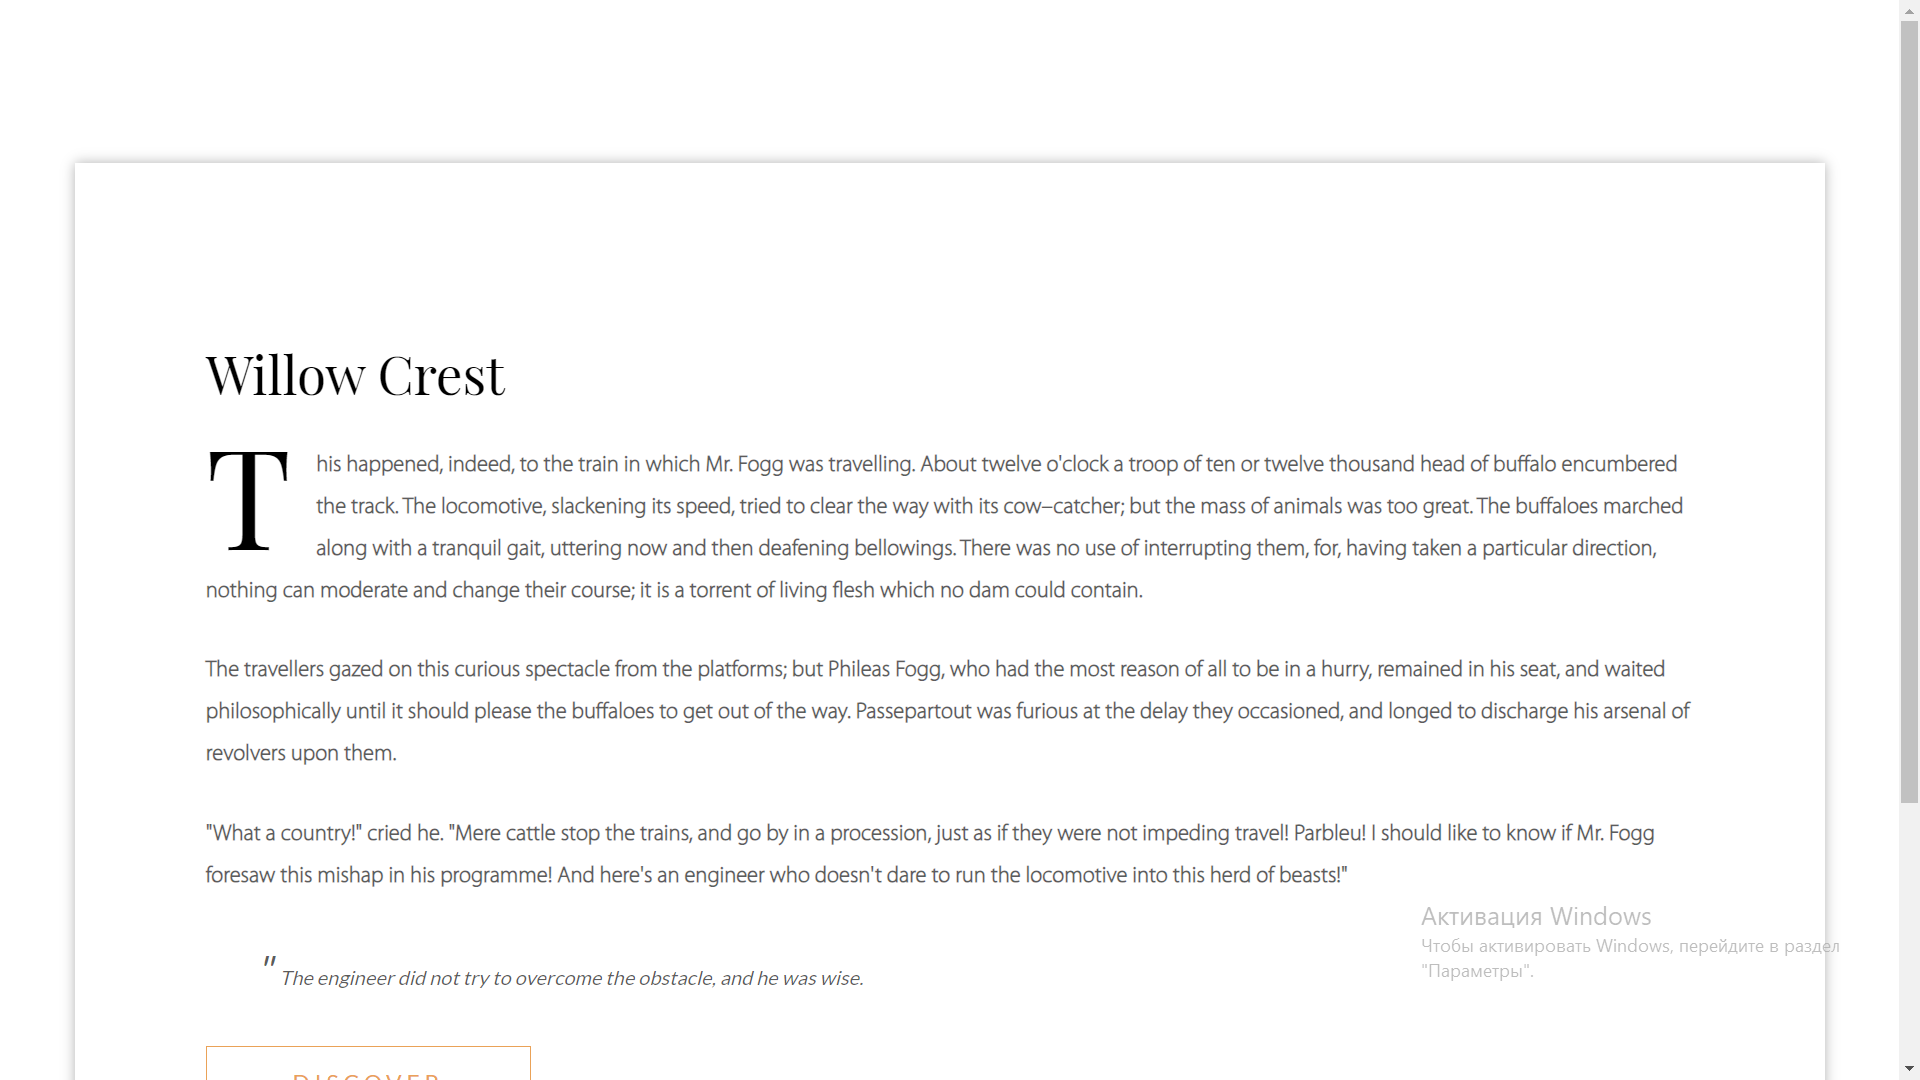 Willow Crest
This happened, indeed, to the train in which Mr. Fogg was travelling. About twelve o'clock a troop of ten or twelve thousand head of buffalo encumbered
the track. The locomotive, slackening its speed, tried to clear the way with its cow–catcher; but the mass of animals was too great. The buffaloes marched
along with a tranquil gait, uttering now and then deafening bellowings. There was no use of interrupting them, for, having taken a particular direction,
nothing can moderate and change their course; it is a torrent of living flesh which no dam could contain.
The travellers gazed on this curious spectacle from the platforms; but Phileas Fogg, who had the most reason of all to be in a hurry, remained in his seat, and waited
philosophically until it should please the buffaloes to get out of the way. Passepartout was furious at the delay they occasioned, and longed to discharge his arsenal of
revolvers upon them.
"What a country!" cried he. "Mere cattle stop the trains, and go by in a procession, just as if they were not impeding travel! Parbleu! I should like to know if Mr. Fogg
foresaw this mishap in his programme! And here's an engineer who doesn't dare to run the locomotive into this herd of beasts!"
" The engineer did not try to overcome the obstacle, and he was wise.
DISCOVER
Активация Windows
Чтобы активировать Windows, перейдите в раздел
"Параметры".